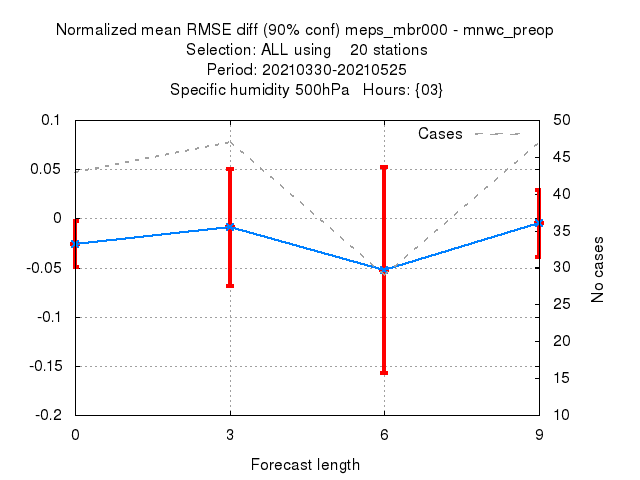 Normalized mean RMSE diff (90% conf) meps_mbr000 - mnwc_preop
Selection: ALL using 20 stations
Period: 20210330-20210525
Specific humidity 500hPa Hours: {03}
Cases
0.1
0.05
0
-0.05
-0.1
-0.15
-0.2
50
45
40
35
30
25
20
15
10
No cases
0 3 6 9
Forecast length